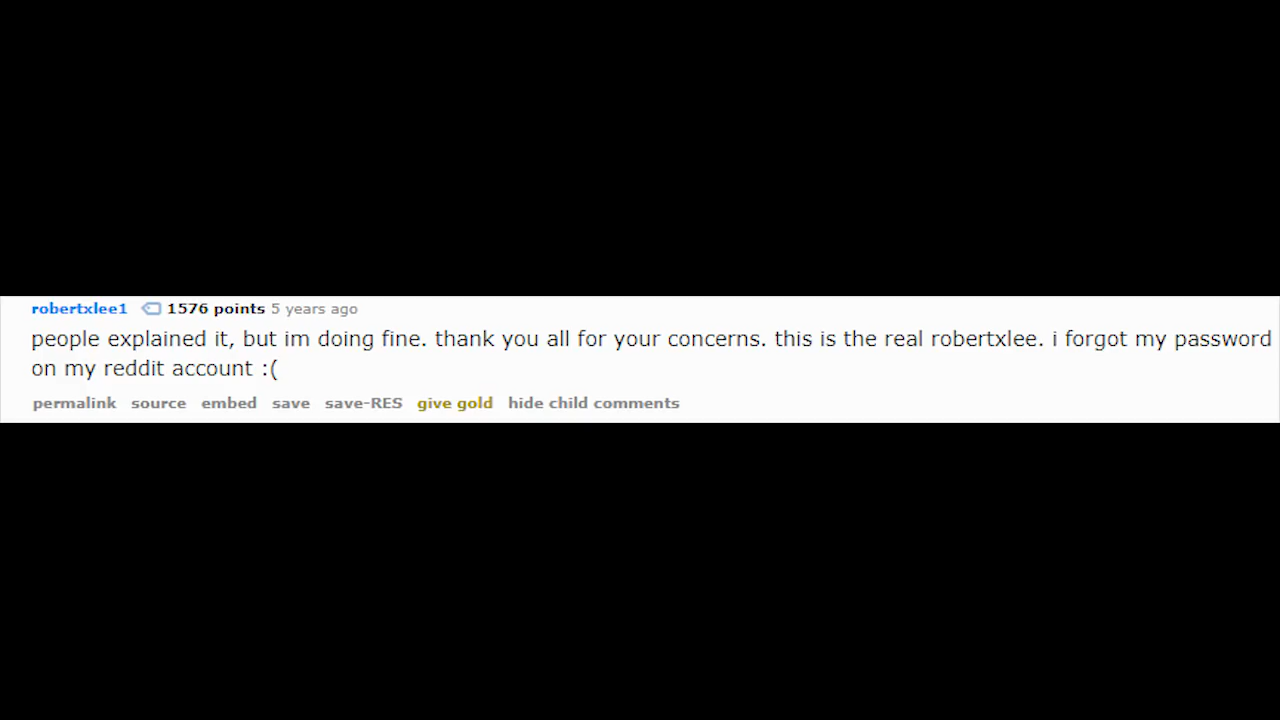 robertxlee1 1576 points 5 years ago
people explained it, but im doing fine. thank you all for your concerns. this is the real robertxlee. i forgot my password
on my reddit account :(
permalink source embed save save-RES give gold hide child comments